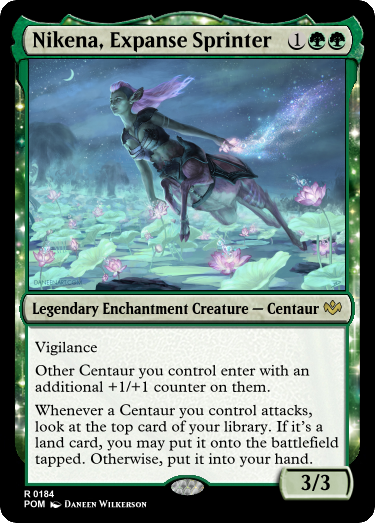 Nikena, Expanse Sprinter 1
Legendary Enchantment Creature — Centaur
Vigilance
Other Centaur you control enter with an
additional +1/+1 counter on them.
Whenever a Centaur you control attacks,
look at the top card of your library. If it's a
land card, you may put it onto the battlefield
tapped. Otherwise, put it into your hand.
3/3
R 0184
POM Daneen Wilkerson